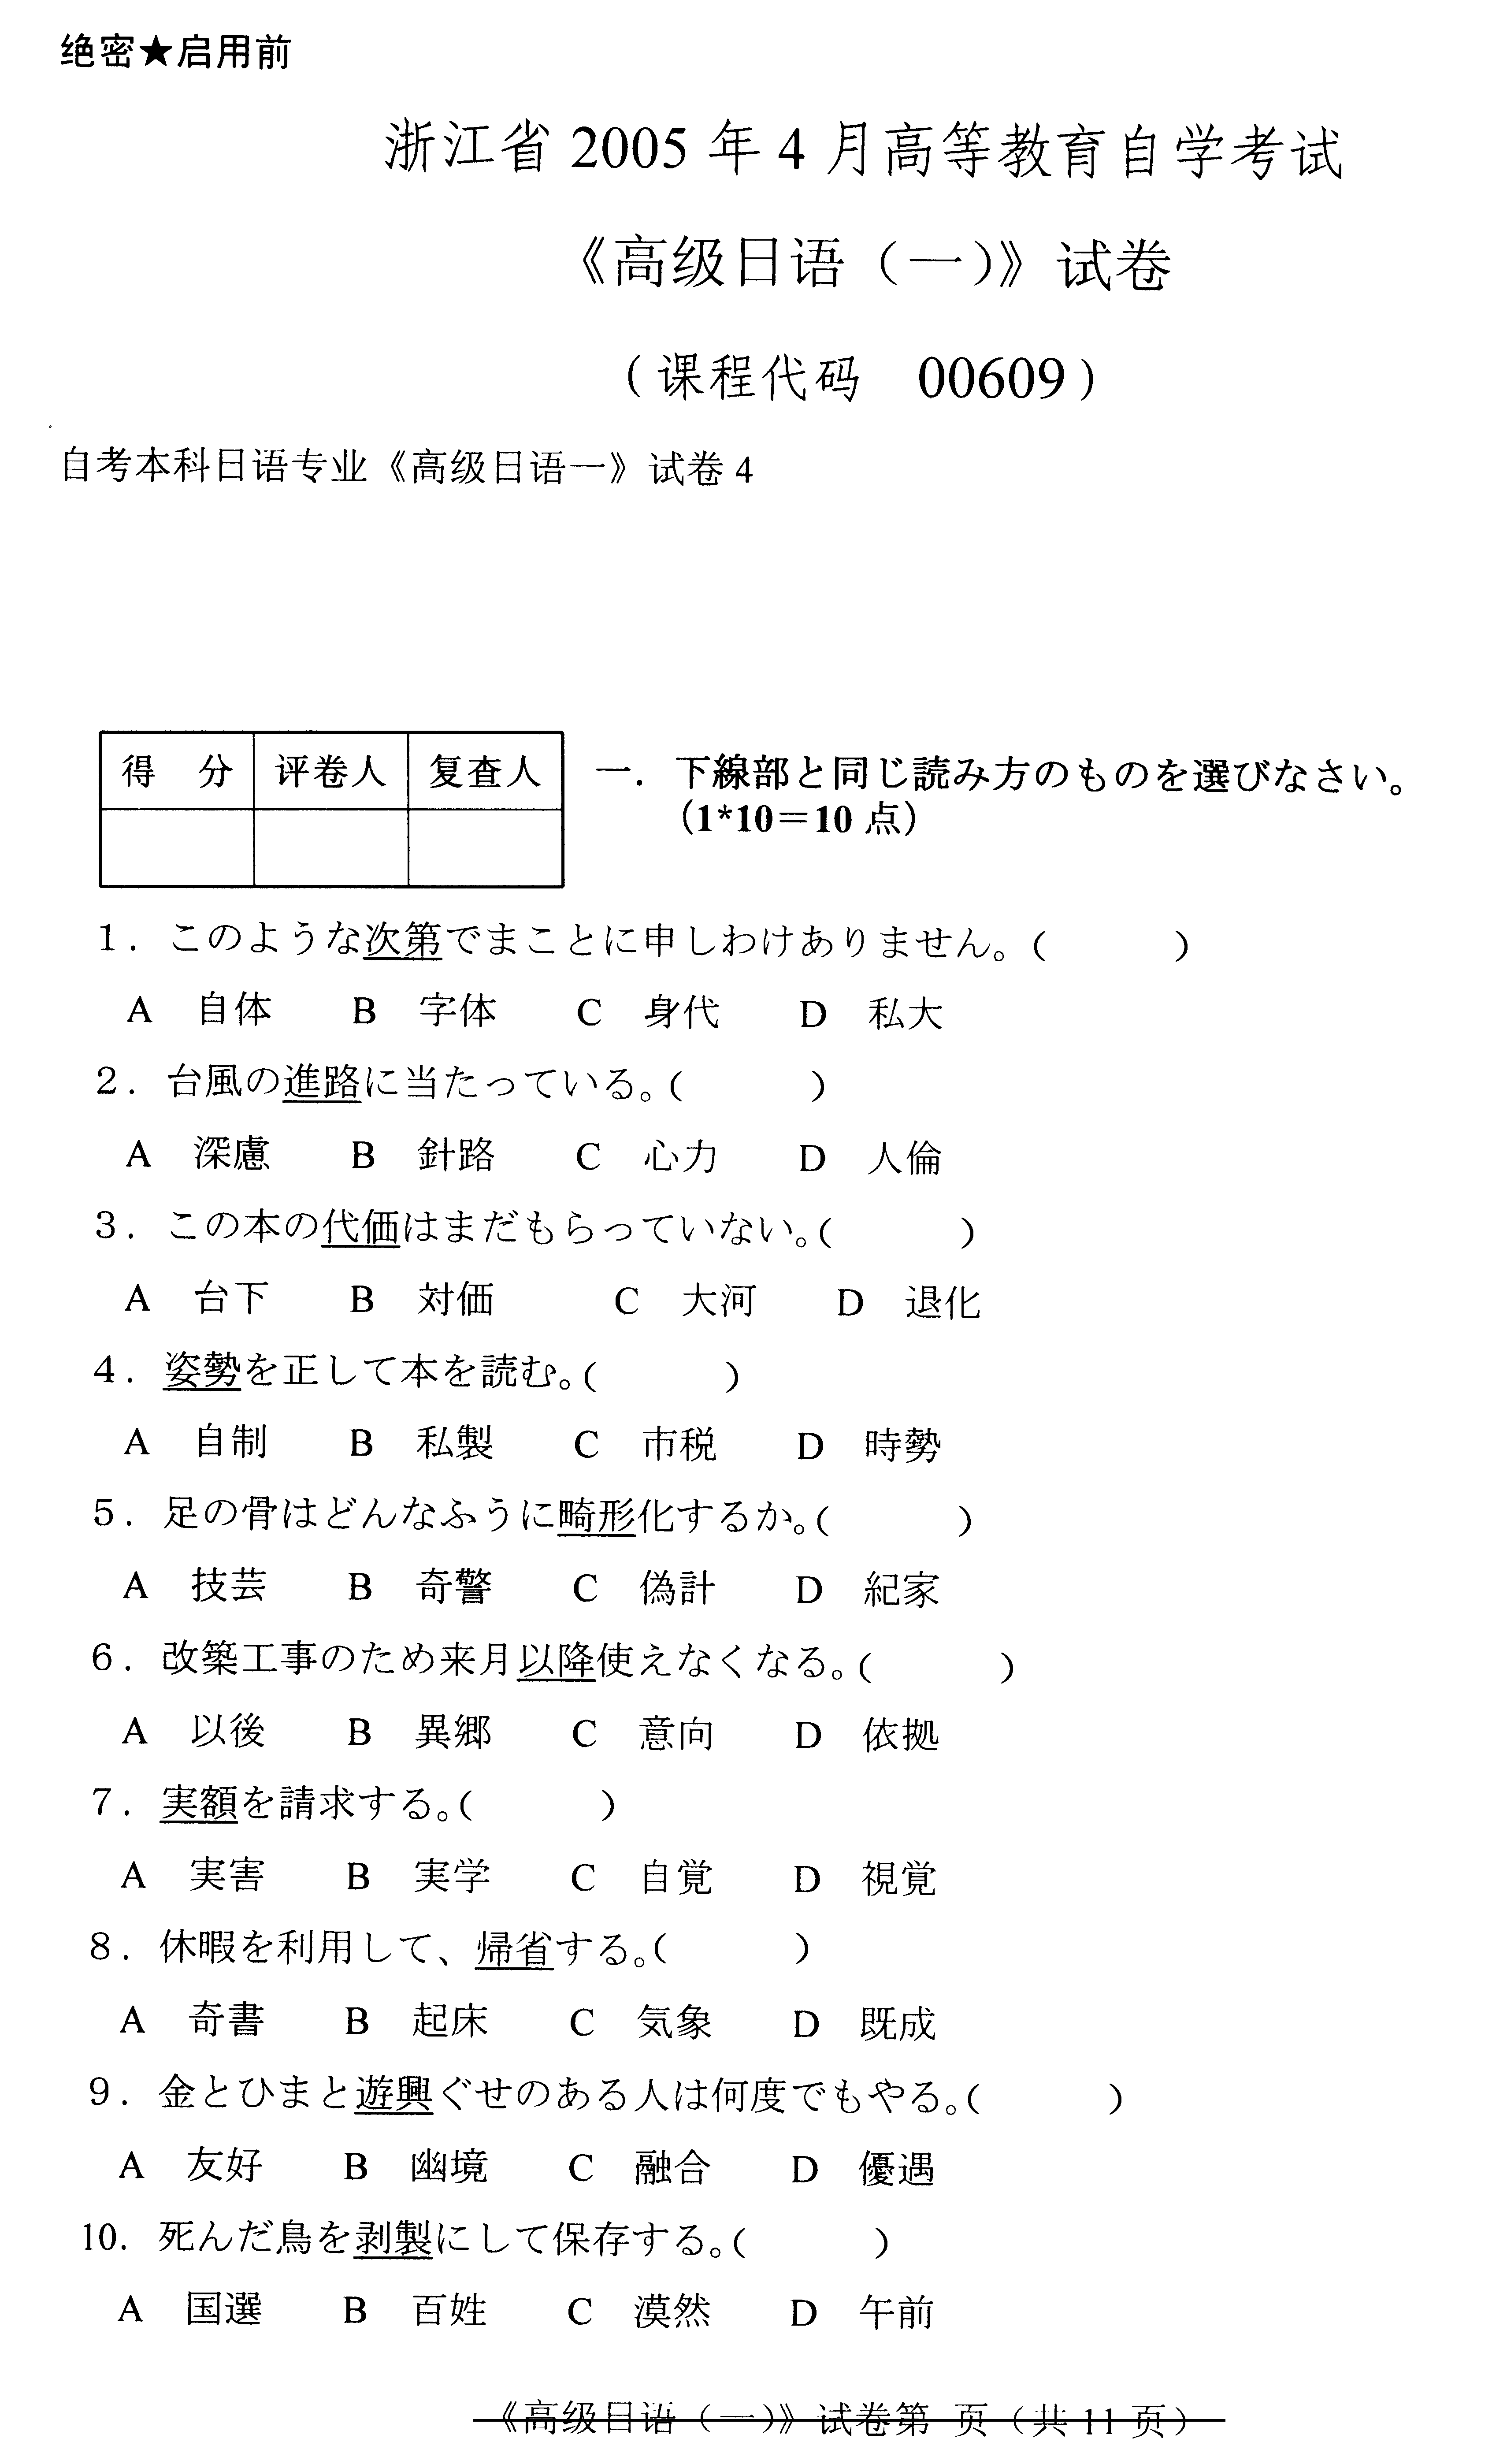 绝密★启用前
浙江省 2005 年 4 月高等教育自学考试
《高级日语（一）》试卷
（课程代码　00609）
自考本科日语专业《高级日语一》试卷 4
得　分　评卷人　复查人
一．下線部と同じ読み方のものを選びなさい。
（1*10＝10 点）
1．このような次第でまことに申しわけありません。（　　　）
A　自体　　B　字体　　C　身代　　D　私大
2．台風の進路に当たっている。（　　　）
A　深慮　　B　針路　　C　心力　　D　人倫
3．この本の代価はまだもらっていない。（　　　）
A　台下　　B　対価　　C　大河　　D　退化
4．姿勢を正して本を読む。（　　　）
A　自制　　B　私製　　C　市税　　D　時勢
5．足の骨はどんなふうに畸形化するか。（　　　）
A　技芸　　B　奇警　　C　偽計　　D　紀家
6．改築工事のため来月以降使えなくなる。（　　　）
A　以後　　B　異郷　　C　意向　　D　依拠
7．実額を請求する。（　　　）
A　実害　　B　実学　　C　自覚　　D　視覚
8．休暇を利用して、帰省する。（　　　）
A　奇書　　B　起床　　C　気象　　D　既成
9．金とひまと遊興ぐせのある人は何度でもやる。（　　　）
A　友好　　B　幽境　　C　融合　　D　優遇
10．死んだ鳥を剥製にして保存する。（　　　）
A　国選　　B　百姓　　C　漠然　　D　午前
《高级日语（一）》试卷第　页（共 11 页）